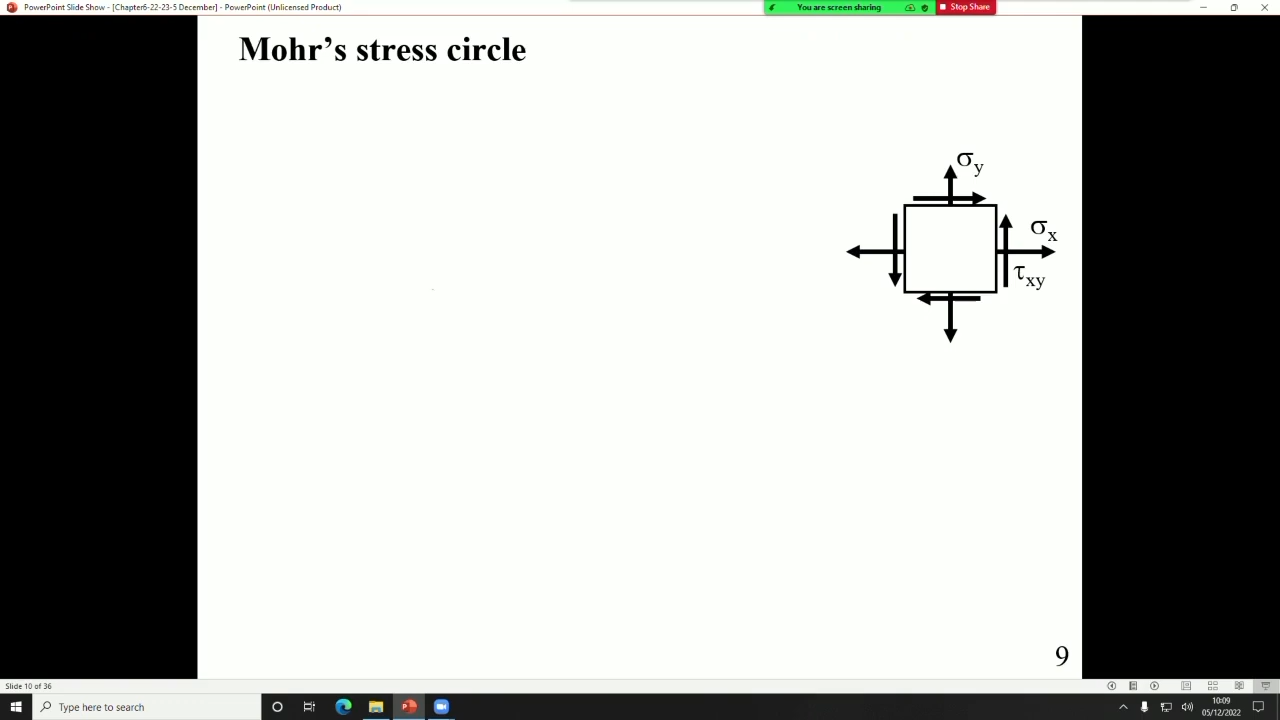 PowerPoint Slide Show - [Chapter6-22-23-5 December] - PowerPoint (Unlicensed Product)
You are screen sharing
Stop Share
Mohr's stress circle
σy
σx
τxy
9
Slide 10 of 36
Type here to search
10:09
05/12/2022